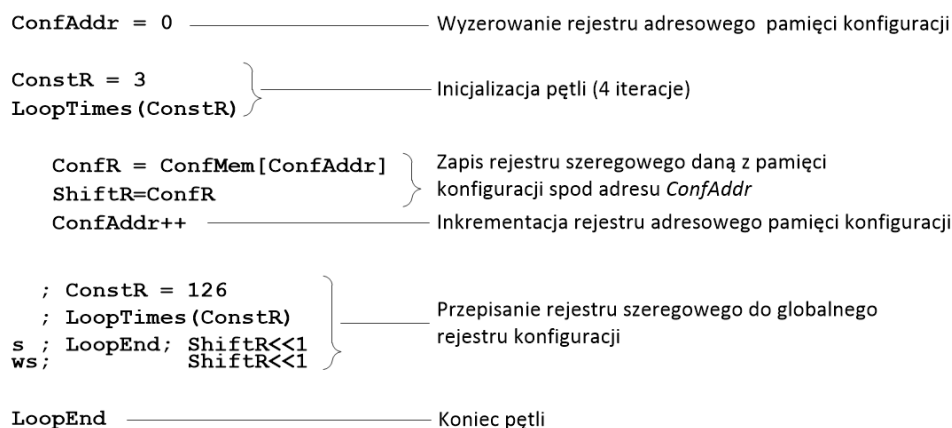 ConfAddr = 0 Wyzerowanie rejestru adresowego pamięci konfiguracji
ConstR = 3
LoopTimes(ConstR)
Inicjalizacja pętli (4 iteracje)
ConfR = ConfMem[ConfAddr]
ShiftR=ConfR
Zapis rejestru szeregowego daną z pamięci
konfiguracji spod adresu ConfAddr
ConfAddr++ Inkrementacja rejestru adresowego pamięci konfiguracji
; ConstR = 126
; LoopTimes(ConstR)
s ; LoopEnd; ShiftR<<1
ws; ShiftR<<1
Przepisanie rejestru szeregowego do globalnego
rejestru konfiguracji
LoopEnd Koniec pętli